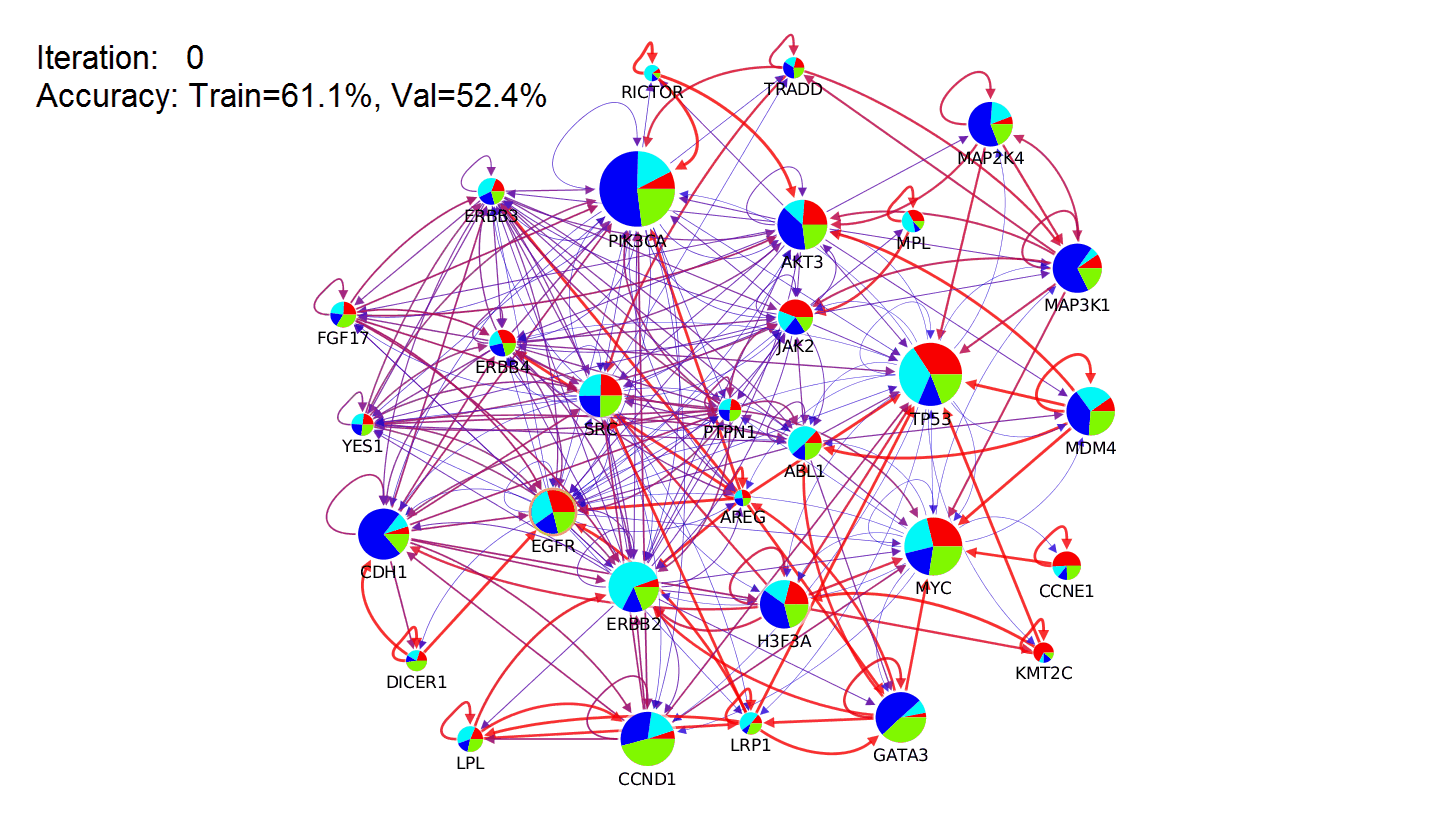 Iteration:   0
Accuracy: Train=61.1%, Val=52.4%
RICTOR
TRADD
MAP2K4
ERBB3
PIK3CA
AKT3
MPL
MAP3K1
FGF17
ERBB4
JAK2
SRC
PTPN1
TP53
MDM4
YES1
ABL1
AREG
EGFR
CDH1
ERBB2
H3F3A
MYC
CCNE1
DICER1
KMT2C
LPL
CCND1
LRP1
GATA3